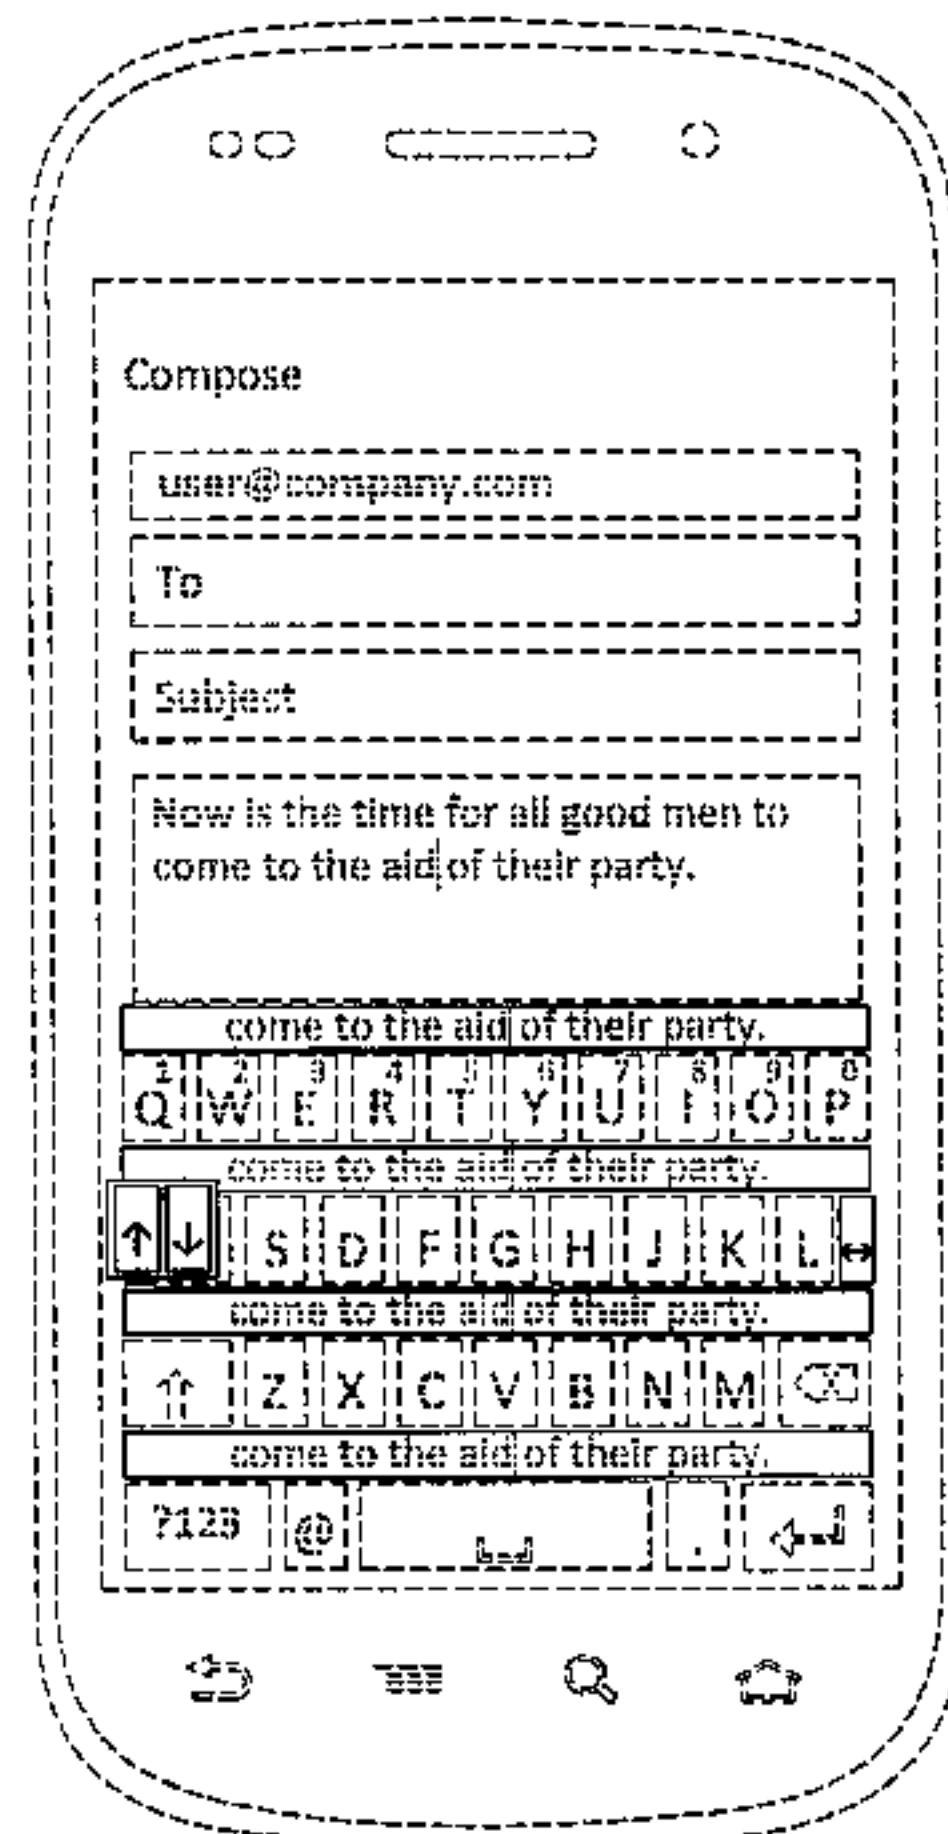 Compose
user@company.com
To
Subject
Now is the time for all good men to
come to the aid of their party.
come to the aid of their party.
1 2 3 4 5 6 7 8 9 0
Q W E R T Y U I O P
come to the aid of their party.
↑ ↓ S D F G H J K L ↔
come to the aid of their party.
Z X C V B N M
come to the aid of their party.
?123 @ .